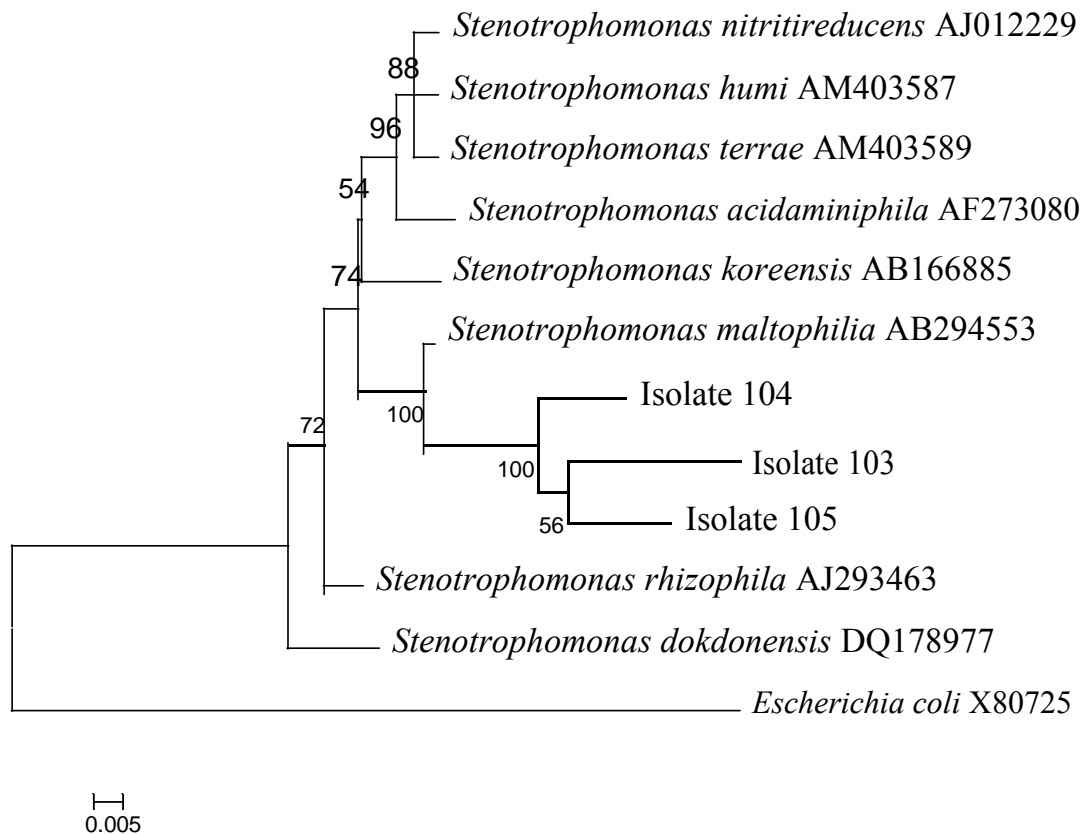 Stenotrophomonas nitritireducens AJ012229
88
Stenotrophomonas humi AM403587
96
Stenotrophomonas terrae AM403589
54
Stenotrophomonas acidaminiphila AF273080
74
Stenotrophomonas koreensis AB166885
Stenotrophomonas maltophilia AB294553
Isolate 104
100
72
Isolate 103
100
Isolate 105
56
Stenotrophomonas rhizophila AJ293463
Stenotrophomonas dokdonensis DQ178977
Escherichia coli X80725
0.005